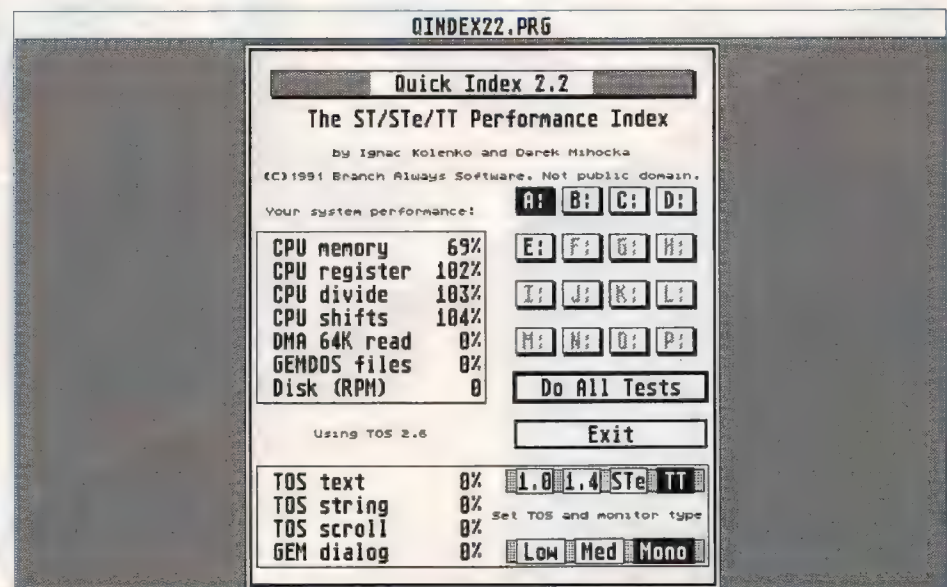 QINDEX22.PRG
Quick Index 2.2
The ST/STe/TT Performance Index
by Ignac Kolenko and Darek Mihocka
(C)1991 Branch Always Software. Not public domain.
Your system performance:
A: B: C: D:
CPU memory 69%
E: F: G: H:
CPU register 102%
CPU divide 103%
I: J: K: L:
CPU shifts 104%
DMA 64K read 0%
M: N: O: P:
GEMDOS files 0%
Disk (RPM) 0
Do All Tests
Using TOS 2.6
Exit
TOS text 0%
1.0 1.4 STe TT
TOS string 0%
Set TOS and monitor type
TOS scroll 0%
GEM dialog 0%
Low Med Mono